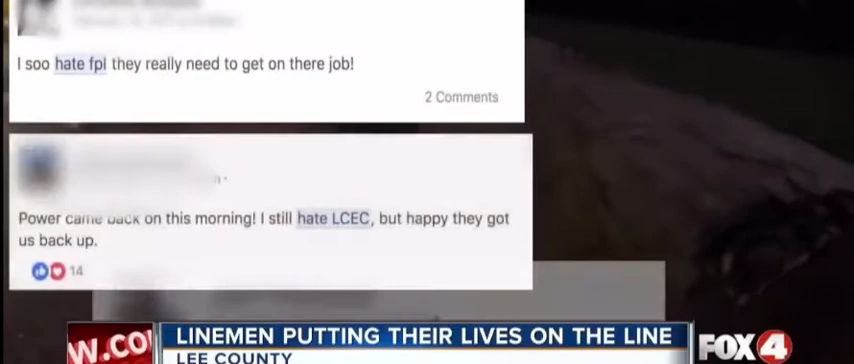 I soo hate fpl they really need to get on there job!
2 Comments
Power came back on this morning! I still hate LCEC, but happy they got
us back up.
14
LINEMEN PUTTING THEIR LIVES ON THE LINE
W.CO
LEE COUNTY
FOX 4